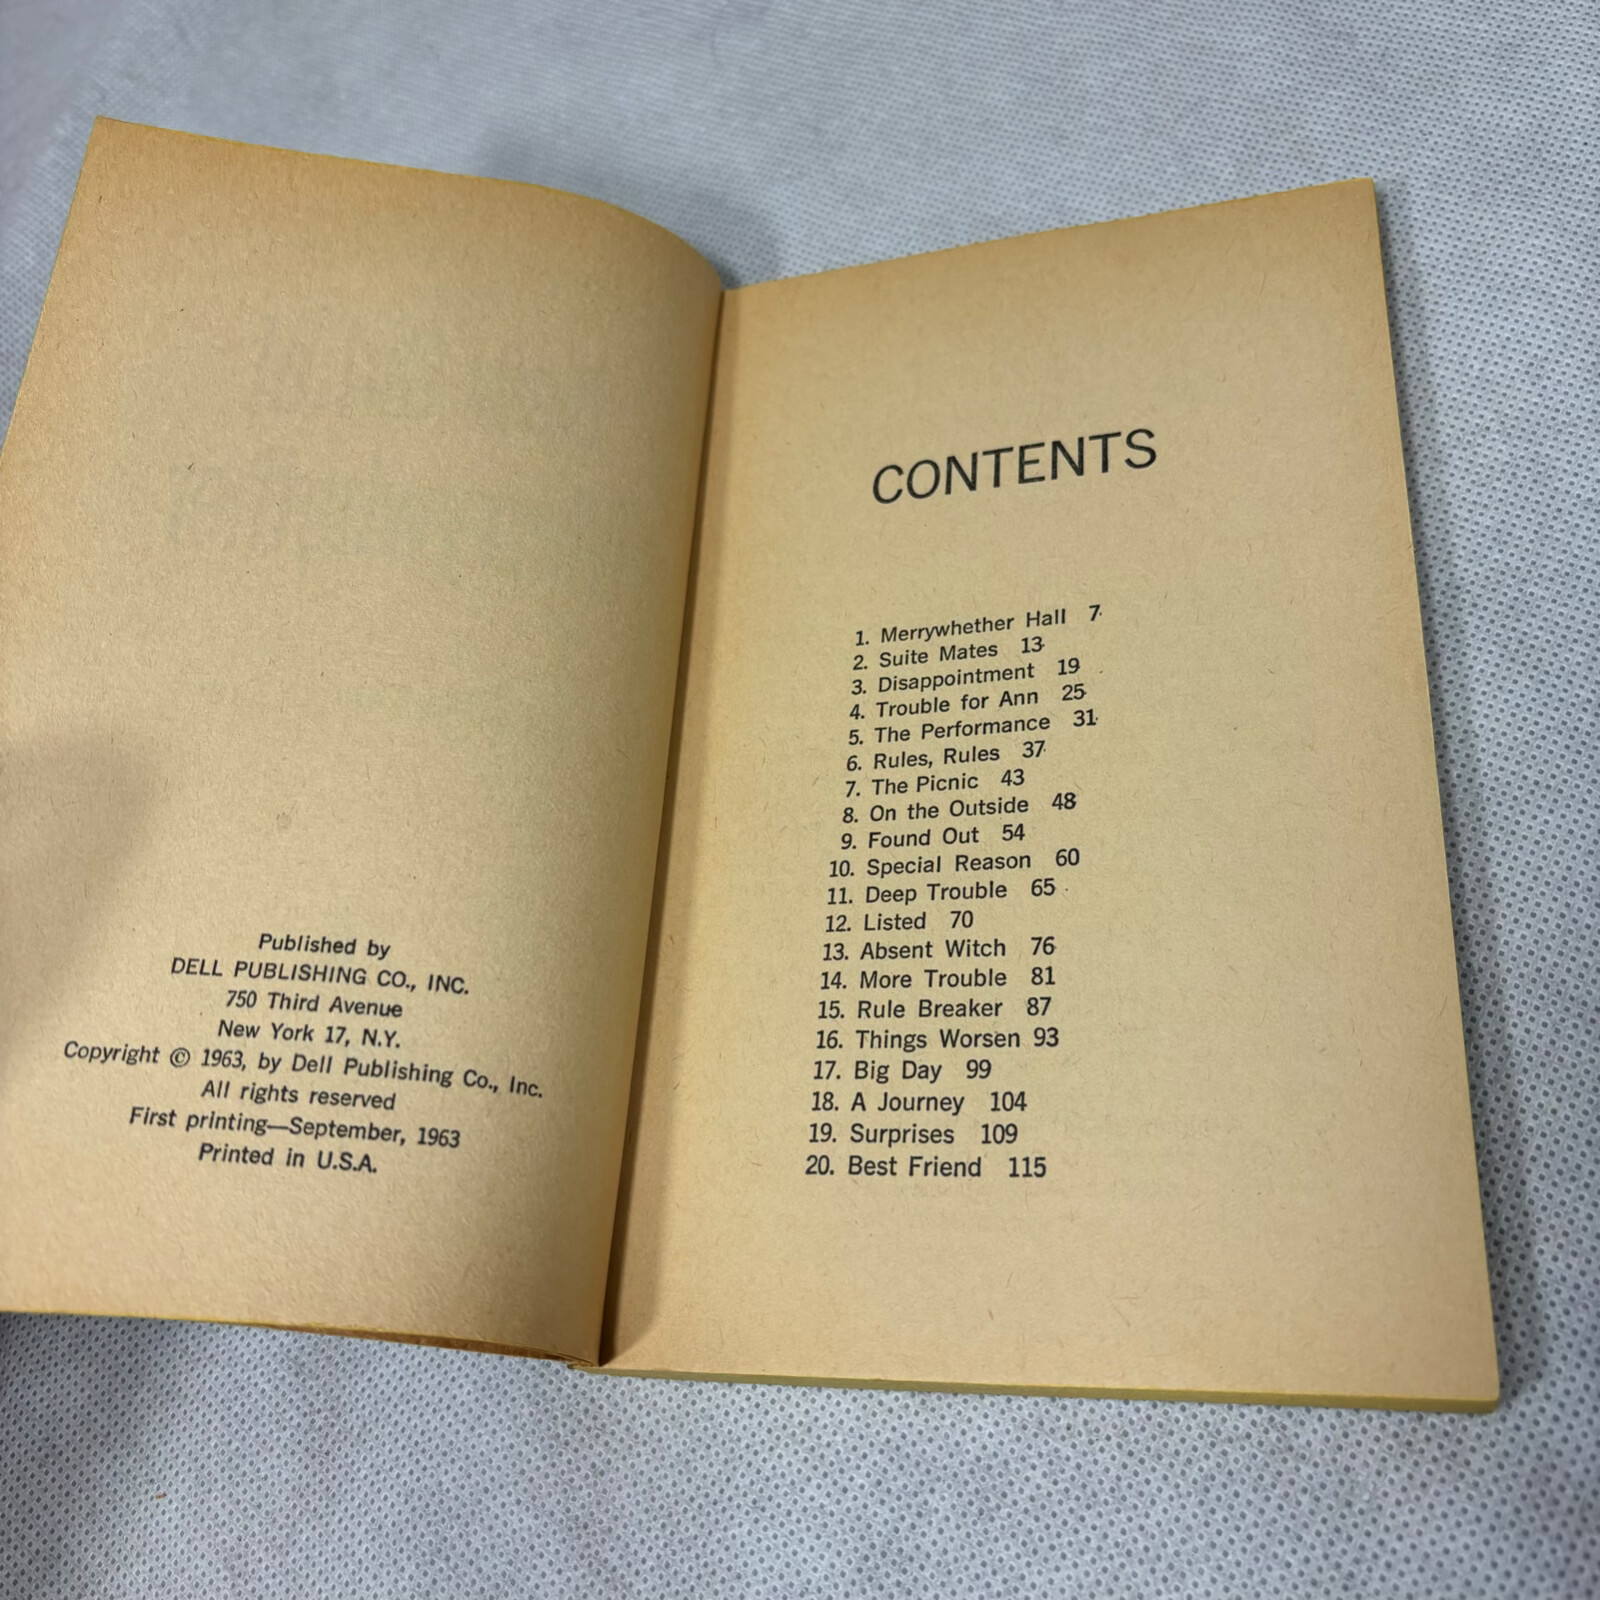 Published by
DELL PUBLISHING CO., INC.
750 Third Avenue
New York 17, N.Y.
Copyright © 1963, by Dell Publishing Co., Inc.
All rights reserved
First printing—September, 1963
Printed in U.S.A.
CONTENTS
1. Merrywhether Hall 7
2. Suite Mates 13
3. Disappointment 19
4. Trouble for Ann 25
5. The Performance 31
6. Rules, Rules 37
7. The Picnic 43
8. On the Outside 48
9. Found Out 54
10. Special Reason 60
11. Deep Trouble 65
12. Listed 70
13. Absent Witch 76
14. More Trouble 81
15. Rule Breaker 87
16. Things Worsen 93
17. Big Day 99
18. A Journey 104
19. Surprises 109
20. Best Friend 115